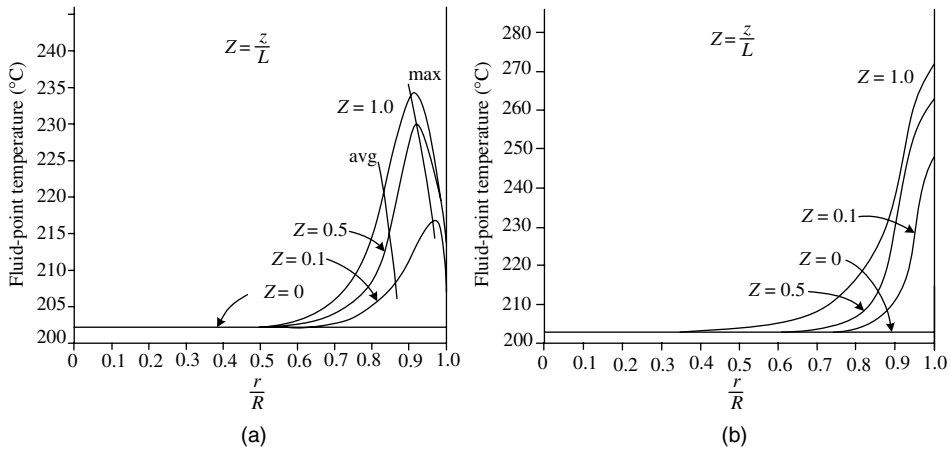 Fluid-point temperature (°C)
240
235
230
225
220
215
210
205
200
Z = z/L
max
Z = 1.0
avg
Z = 0.5
Z = 0.1
Z = 0
0 0.1 0.2 0.3 0.4 0.5 0.6 0.7 0.8 0.9 1.0
r/R
(a)
Fluid-point temperature (°C)
280
270
260
250
240
230
220
210
200
Z = z/L
Z = 1.0
Z = 0.1
Z = 0
Z = 0.5
0 0.1 0.2 0.3 0.4 0.5 0.6 0.7 0.8 0.9 1.0
r/R
(b)